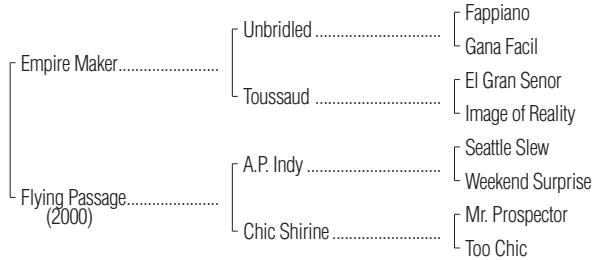 Fappiano
Unbridled
Gana Facil
Empire Maker
El Gran Senor
Toussaud
Image of Reality
Seattle Slew
A.P. Indy
Weekend Surprise
Flying Passage
(2000)
Mr. Prospector
Chic Shirine
Too Chic